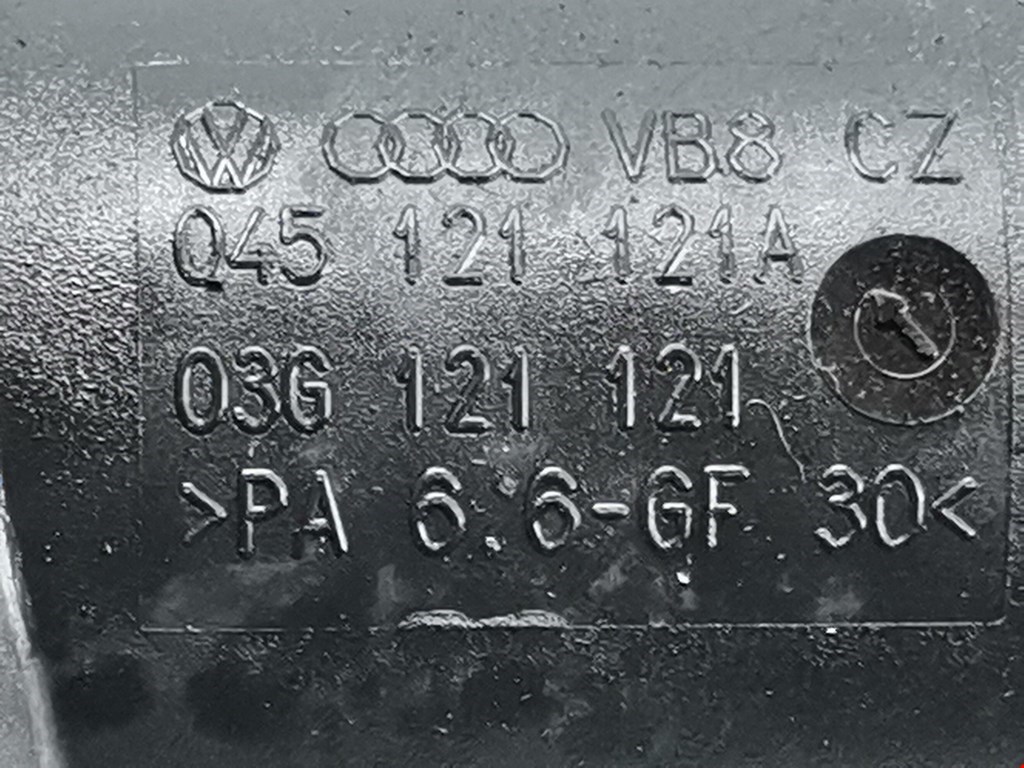 VB8 CZ
045 121 121A
03G 121 121
>PA 6.6-GF 30<